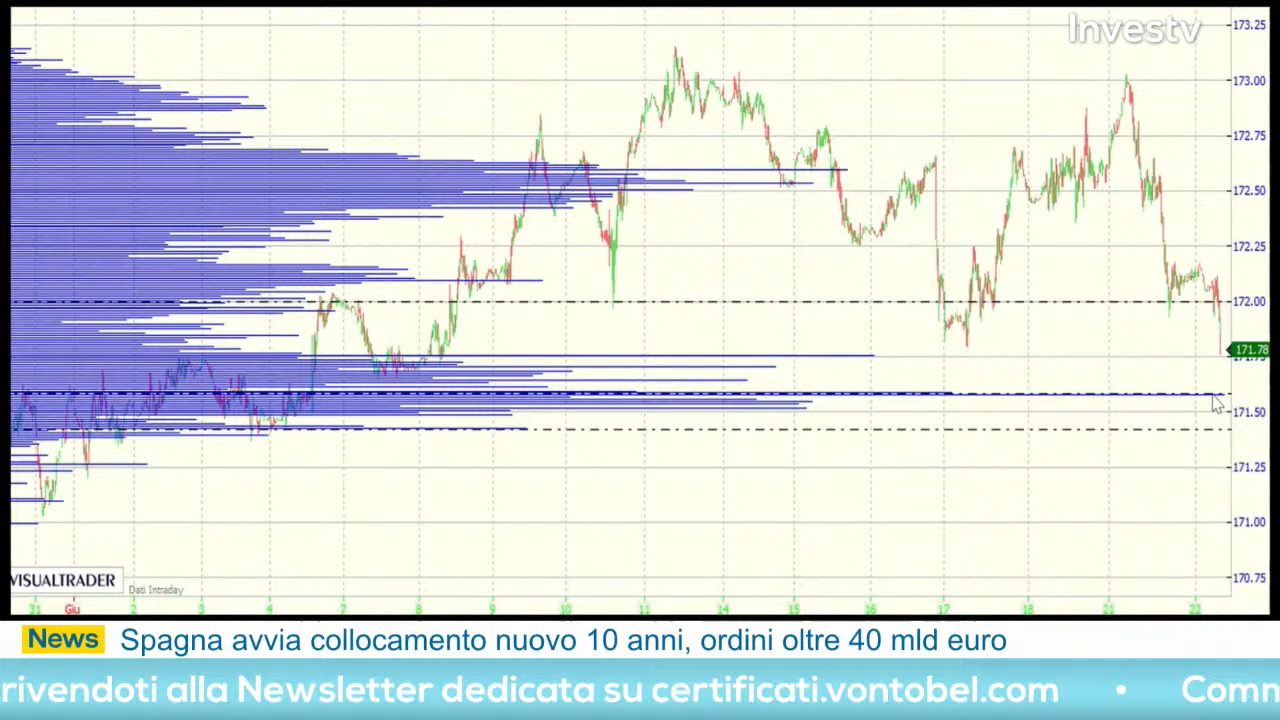 Investv
173.25
173.00
172.75
172.50
172.25
172.00
171.78
171.75
171.50
171.25
171.00
170.75
VISUALTRADER
Dati Intraday
31 Giu 2 3 4 7 8 9 10 11 14 15 16 17 18 21 22
News Spagna avvia collocamento nuovo 10 anni, ordini oltre 40 mld euro
rivendoti alla Newsletter dedicata su certificati.vontobel.com • Comm